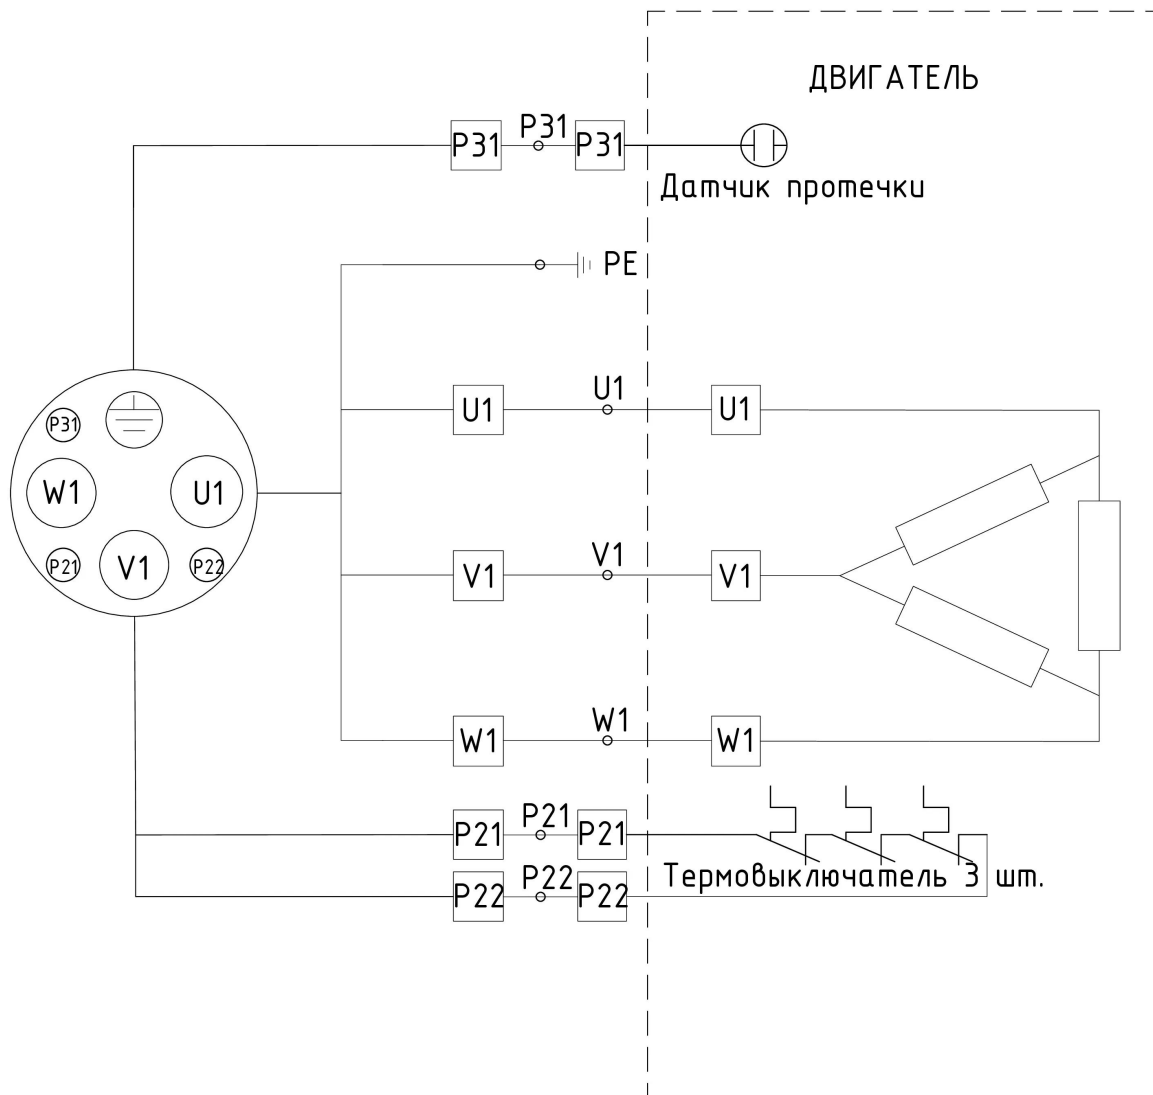 ДВИГАТЕЛЬ
P31 P31 P31
Датчик протечки
PE
U1 U1 U1
P31
W1 U1
P21 V1 P22
V1 V1 V1
W1 W1 W1
P21 P21 P21
Термовыключатель 3 шт.
P22 P22 P22